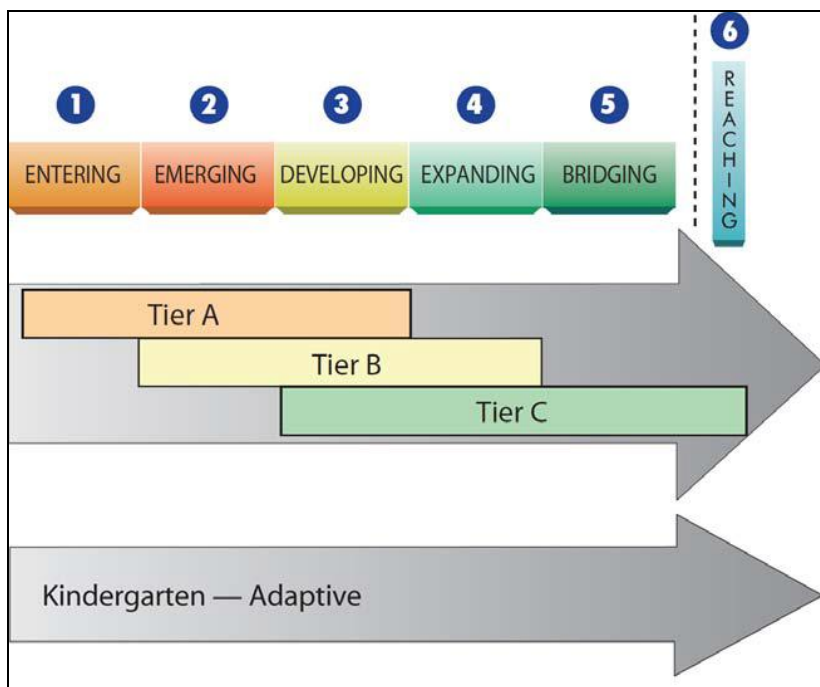 1 2 3 4 5 6
ENTERING EMERGING DEVELOPING EXPANDING BRIDGING REACHING
Tier A
Tier B
Tier C
Kindergarten — Adaptive